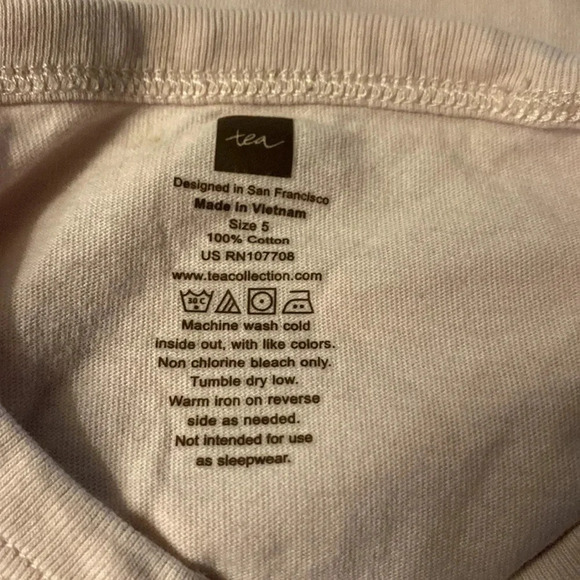 tea
Designed in San Francisco
Made in Vietnam
Size 5
100% Cotton
US RN107708
www.teacollection.com
30 C
Machine wash cold
inside out, with like colors.
Non chlorine bleach only.
Tumble dry low.
Warm iron on reverse
side as needed.
Not intended for use
as sleepwear.